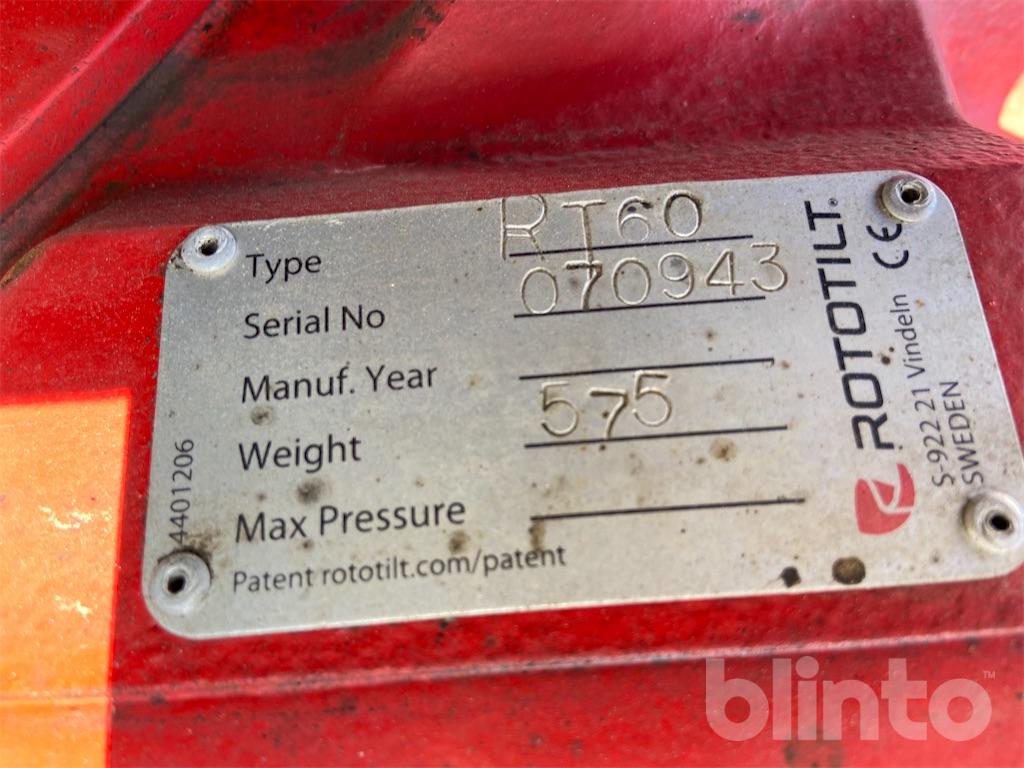 Type RT60
Serial No 070943
Manuf. Year
Weight 575
Max Pressure
Patent rototilt.com/patent
4401206
ROTOTILT®
CE
S-922 21 Vindeln
SWEDEN
blinto™